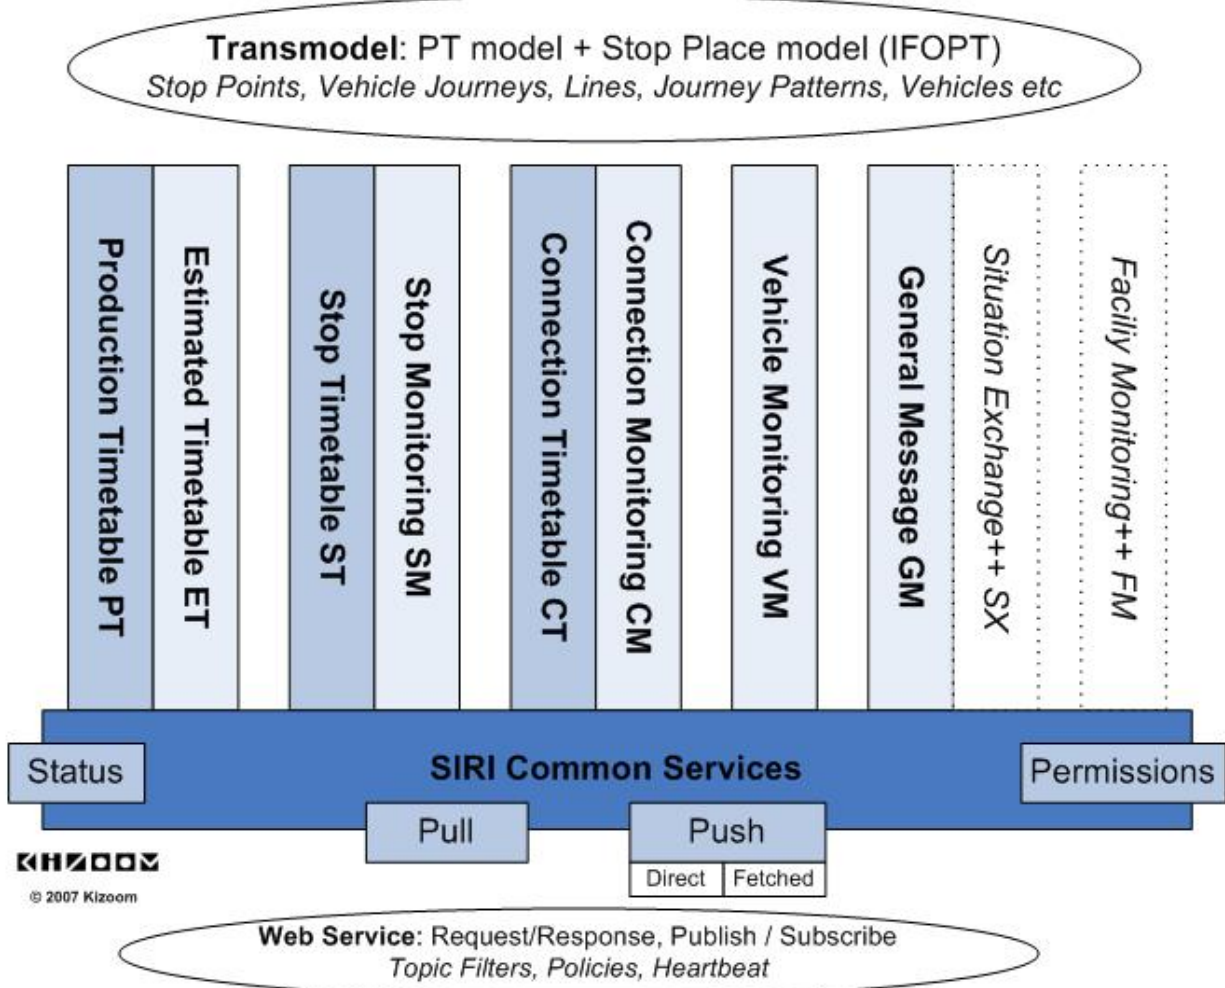 Transmodel: PT model + Stop Place model (IFOPT)
Stop Points, Vehicle Journeys, Lines, Journey Patterns, Vehicles etc
Production Timetable PT
Estimated Timetable ET
Stop Timetable ST
Stop Monitoring SM
Connection Timetable CT
Connection Monitoring CM
Vehicle Monitoring VM
General Message GM
Situation Exchange++ SX
Faciliy Monitoring++ FM
Status
SIRI Common Services
Permissions
Pull
Push
Direct
Fetched
KIZOOM
© 2007 Kizoom
Web Service: Request/Response, Publish / Subscribe
Topic Filters, Policies, Heartbeat